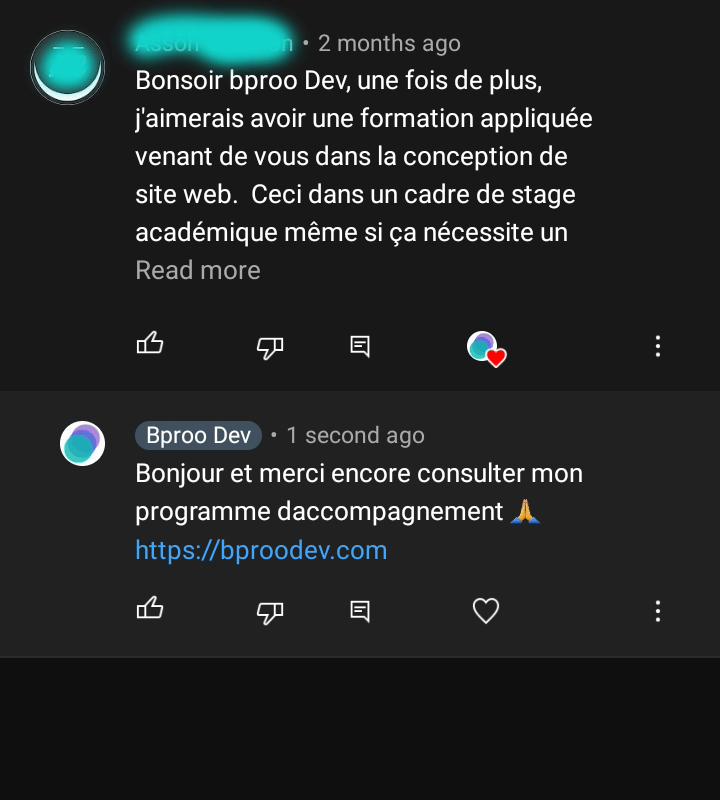 • 2 months ago
Bonsoir bproo Dev, une fois de plus,
j'aimerais avoir une formation appliquée
venant de vous dans la conception de
site web.  Ceci dans un cadre de stage
académique même si ça nécessite un
Read more
Bproo Dev • 1 second ago
Bonjour et merci encore consulter mon
programme daccompagnement 🙏
https://bproodev.com